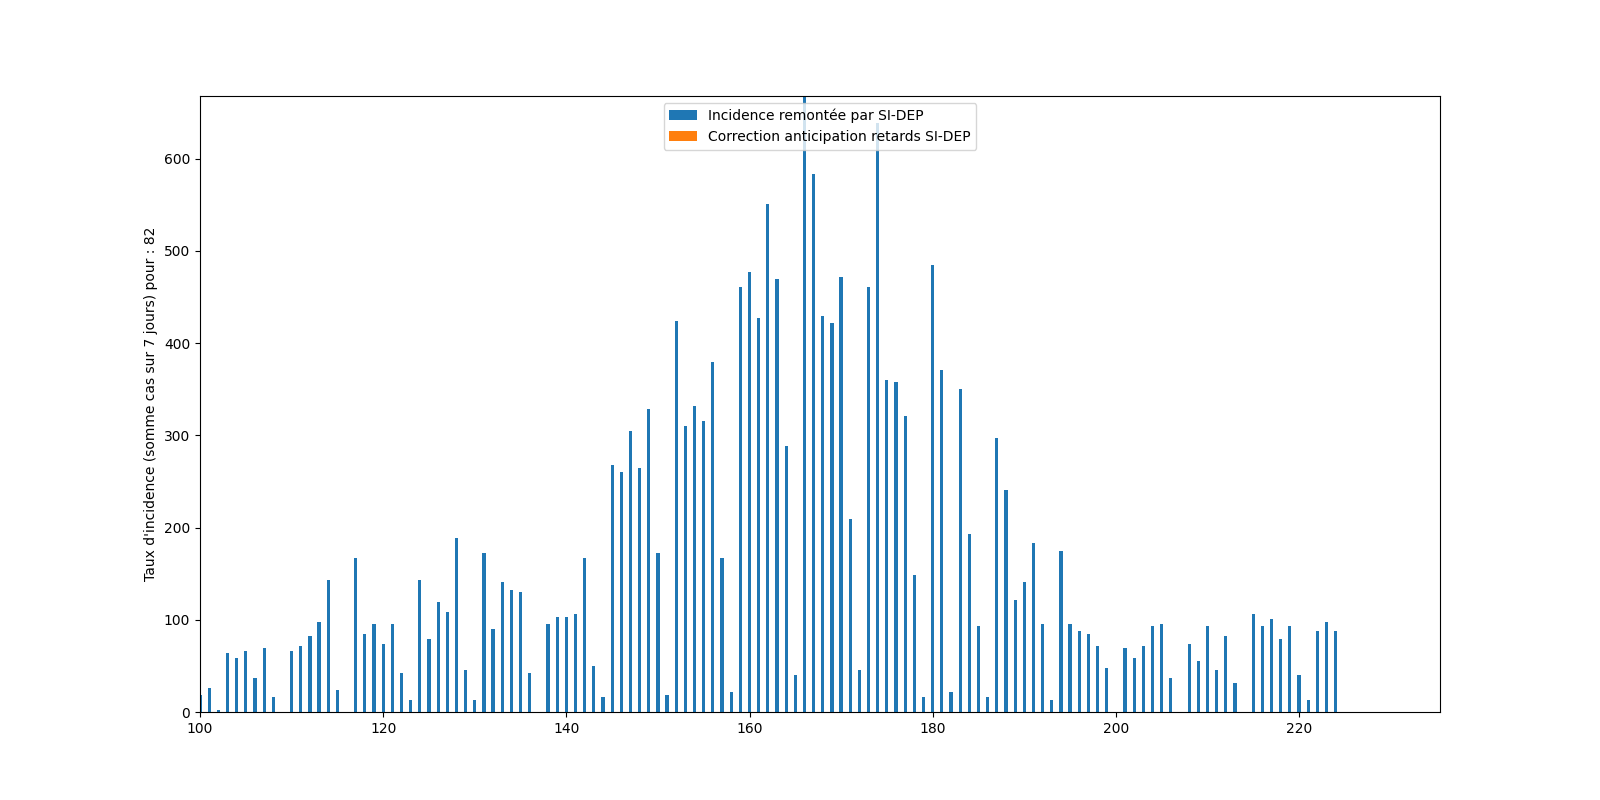 Incidence remontée par SI-DEP
Correction anticipation retards SI-DEP
Taux d'incidence (somme cas sur 7 jours) pour : 82
600
500
400
300
200
100
0
100 120 140 160 180 200 220